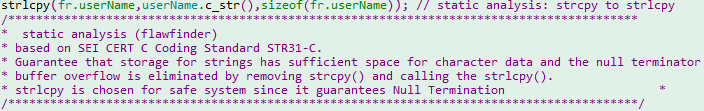 strlcpy(fr.userName,userName.c_str(),sizeof(fr.userName)); // static analysis: strcpy to strlcpy
/******************************************************************************************
*  static analysis (flawfinder)
* based on SEI CERT C Coding Standard STR31-C.
* Guarantee that storage for strings has sufficient space for character data and the null terminator
* buffer overflow is eliminated by removing strcpy() and calling the strlcpy().
* strlcpy is chosen for safe system since it guarantees Null Termination *
/******************************************************************************************/